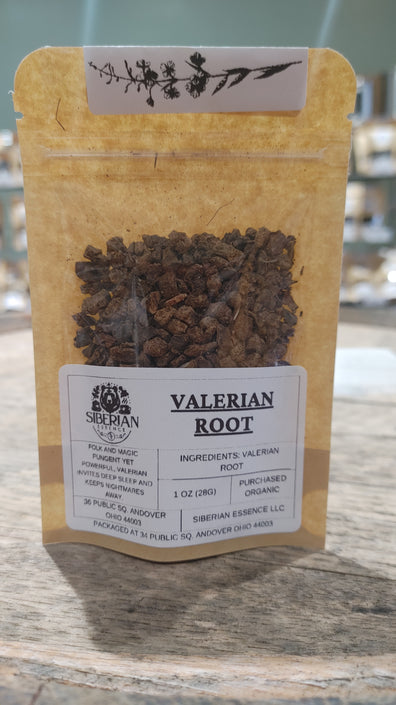 SIBERIAN
ESSENCE
VALERIAN
ROOT
FOLK AND MAGIC
PUNGENT YET
POWERFUL, VALERIAN
INVITES DEEP SLEEP AND
KEEPS NIGHTMARES
AWAY.
INGREDIENTS: VALERIAN
ROOT
1 OZ (28G)
PURCHASED
ORGANIC
36 PUBLIC SQ. ANDOVER
OHIO 44003
SIBERIAN ESSENCE LLC
PACKAGED AT 34 PUBLIC SQ. ANDOVER OHIO 44003